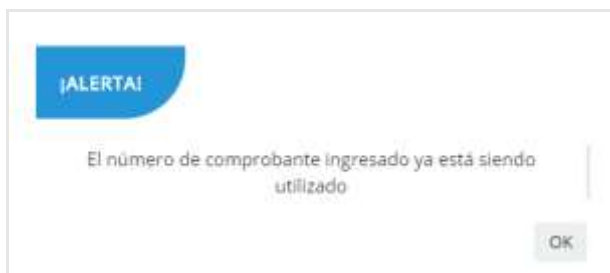 ¡ALERTA!
El número de comprobante ingresado ya está siendo
utilizado
OK